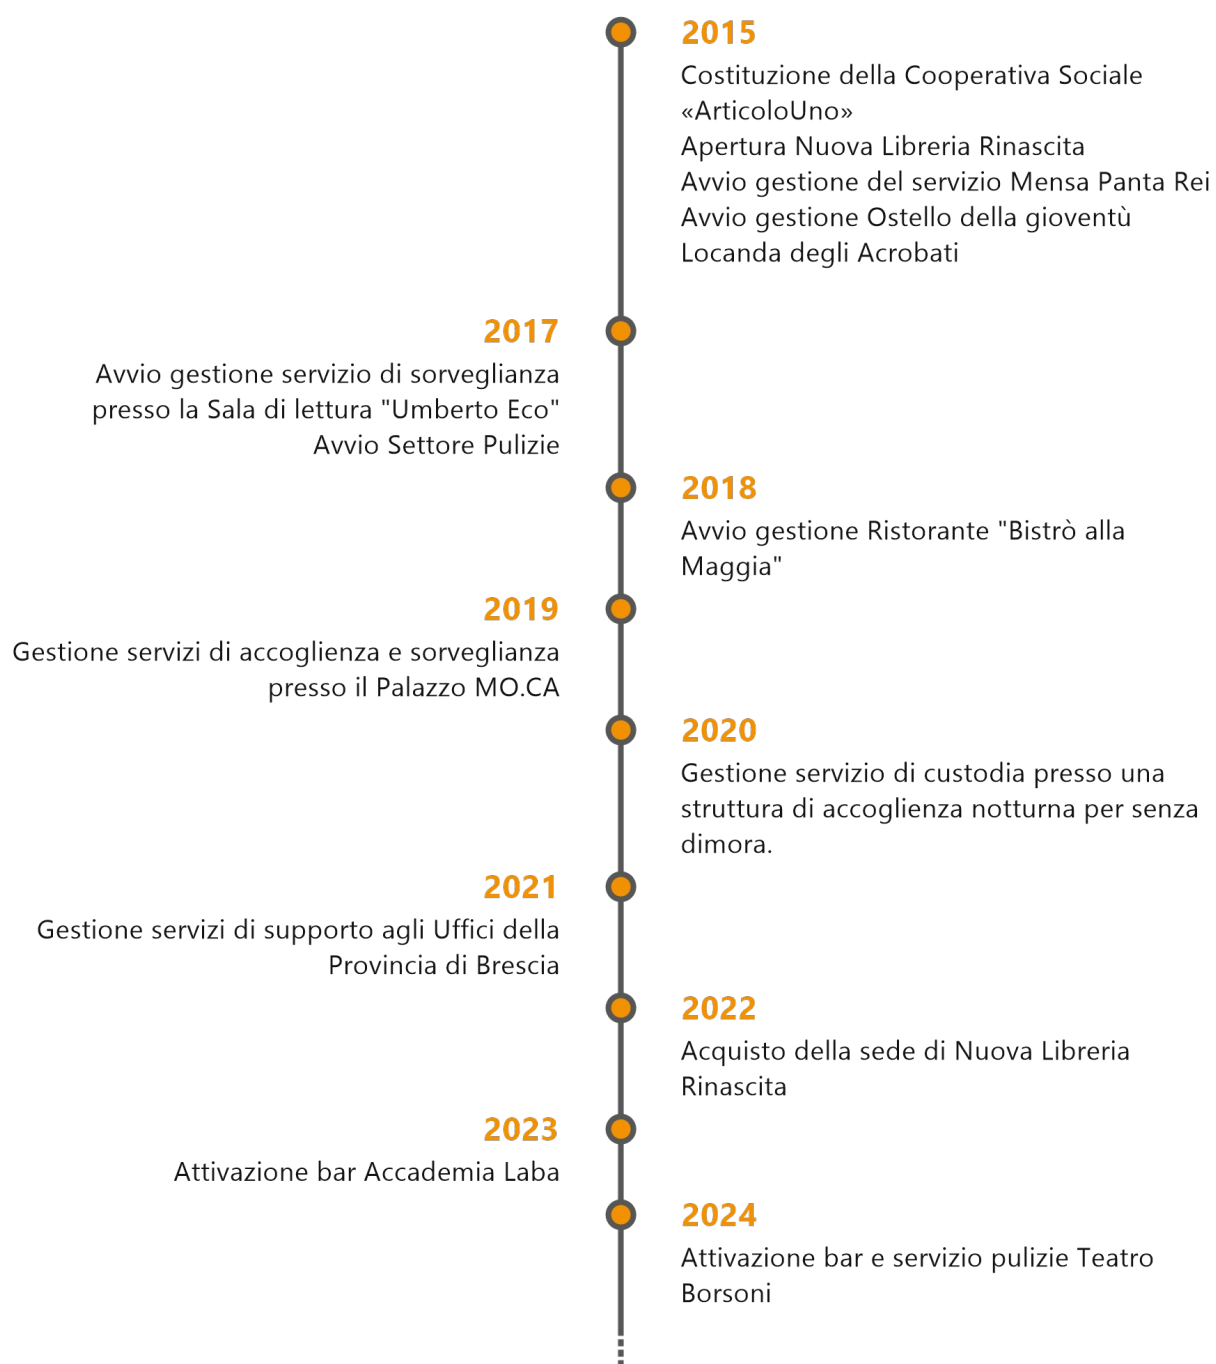 2015
Costituzione della Cooperativa Sociale
«ArticoloUno»
Apertura Nuova Libreria Rinascita
Avvio gestione del servizio Mensa Panta Rei
Avvio gestione Ostello della gioventù
Locanda degli Acrobati
2017
Avvio gestione servizio di sorveglianza
presso la Sala di lettura "Umberto Eco"
Avvio Settore Pulizie
2018
Avvio gestione Ristorante "Bistrò alla
Maggia"
2019
Gestione servizi di accoglienza e sorveglianza
presso il Palazzo MO.CA
2020
Gestione servizio di custodia presso una
struttura di accoglienza notturna per senza
dimora.
2021
Gestione servizi di supporto agli Uffici della
Provincia di Brescia
2022
Acquisto della sede di Nuova Libreria
Rinascita
2023
Attivazione bar Accademia Laba
2024
Attivazione bar e servizio pulizie Teatro
Borsoni